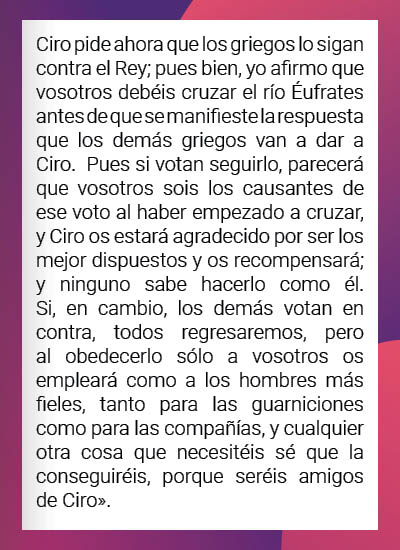 Ciro pide ahora que los griegos lo sigan
contra el Rey; pues bien, yo afirmo que
vosotros debéis cruzar el río Éufrates
antes de que se manifieste la respuesta
que los demás griegos van a dar a
Ciro. Pues si votan seguirlo, parecerá
que vosotros sois los causantes de
ese voto al haber empezado a cruzar,
y Ciro os estará agradecido por ser los
mejor dispuestos y os recompensará;
y ninguno sabe hacerlo como él.
Si, en cambio, los demás votan en
contra, todos regresaremos, pero
al obedecerlo sólo a vosotros os
empleará como a los hombres más
fieles, tanto para las guarniciones
como para las compañías, y cualquier
otra cosa que necesitéis sé que la
conseguiréis, porque seréis amigos
de Ciro».